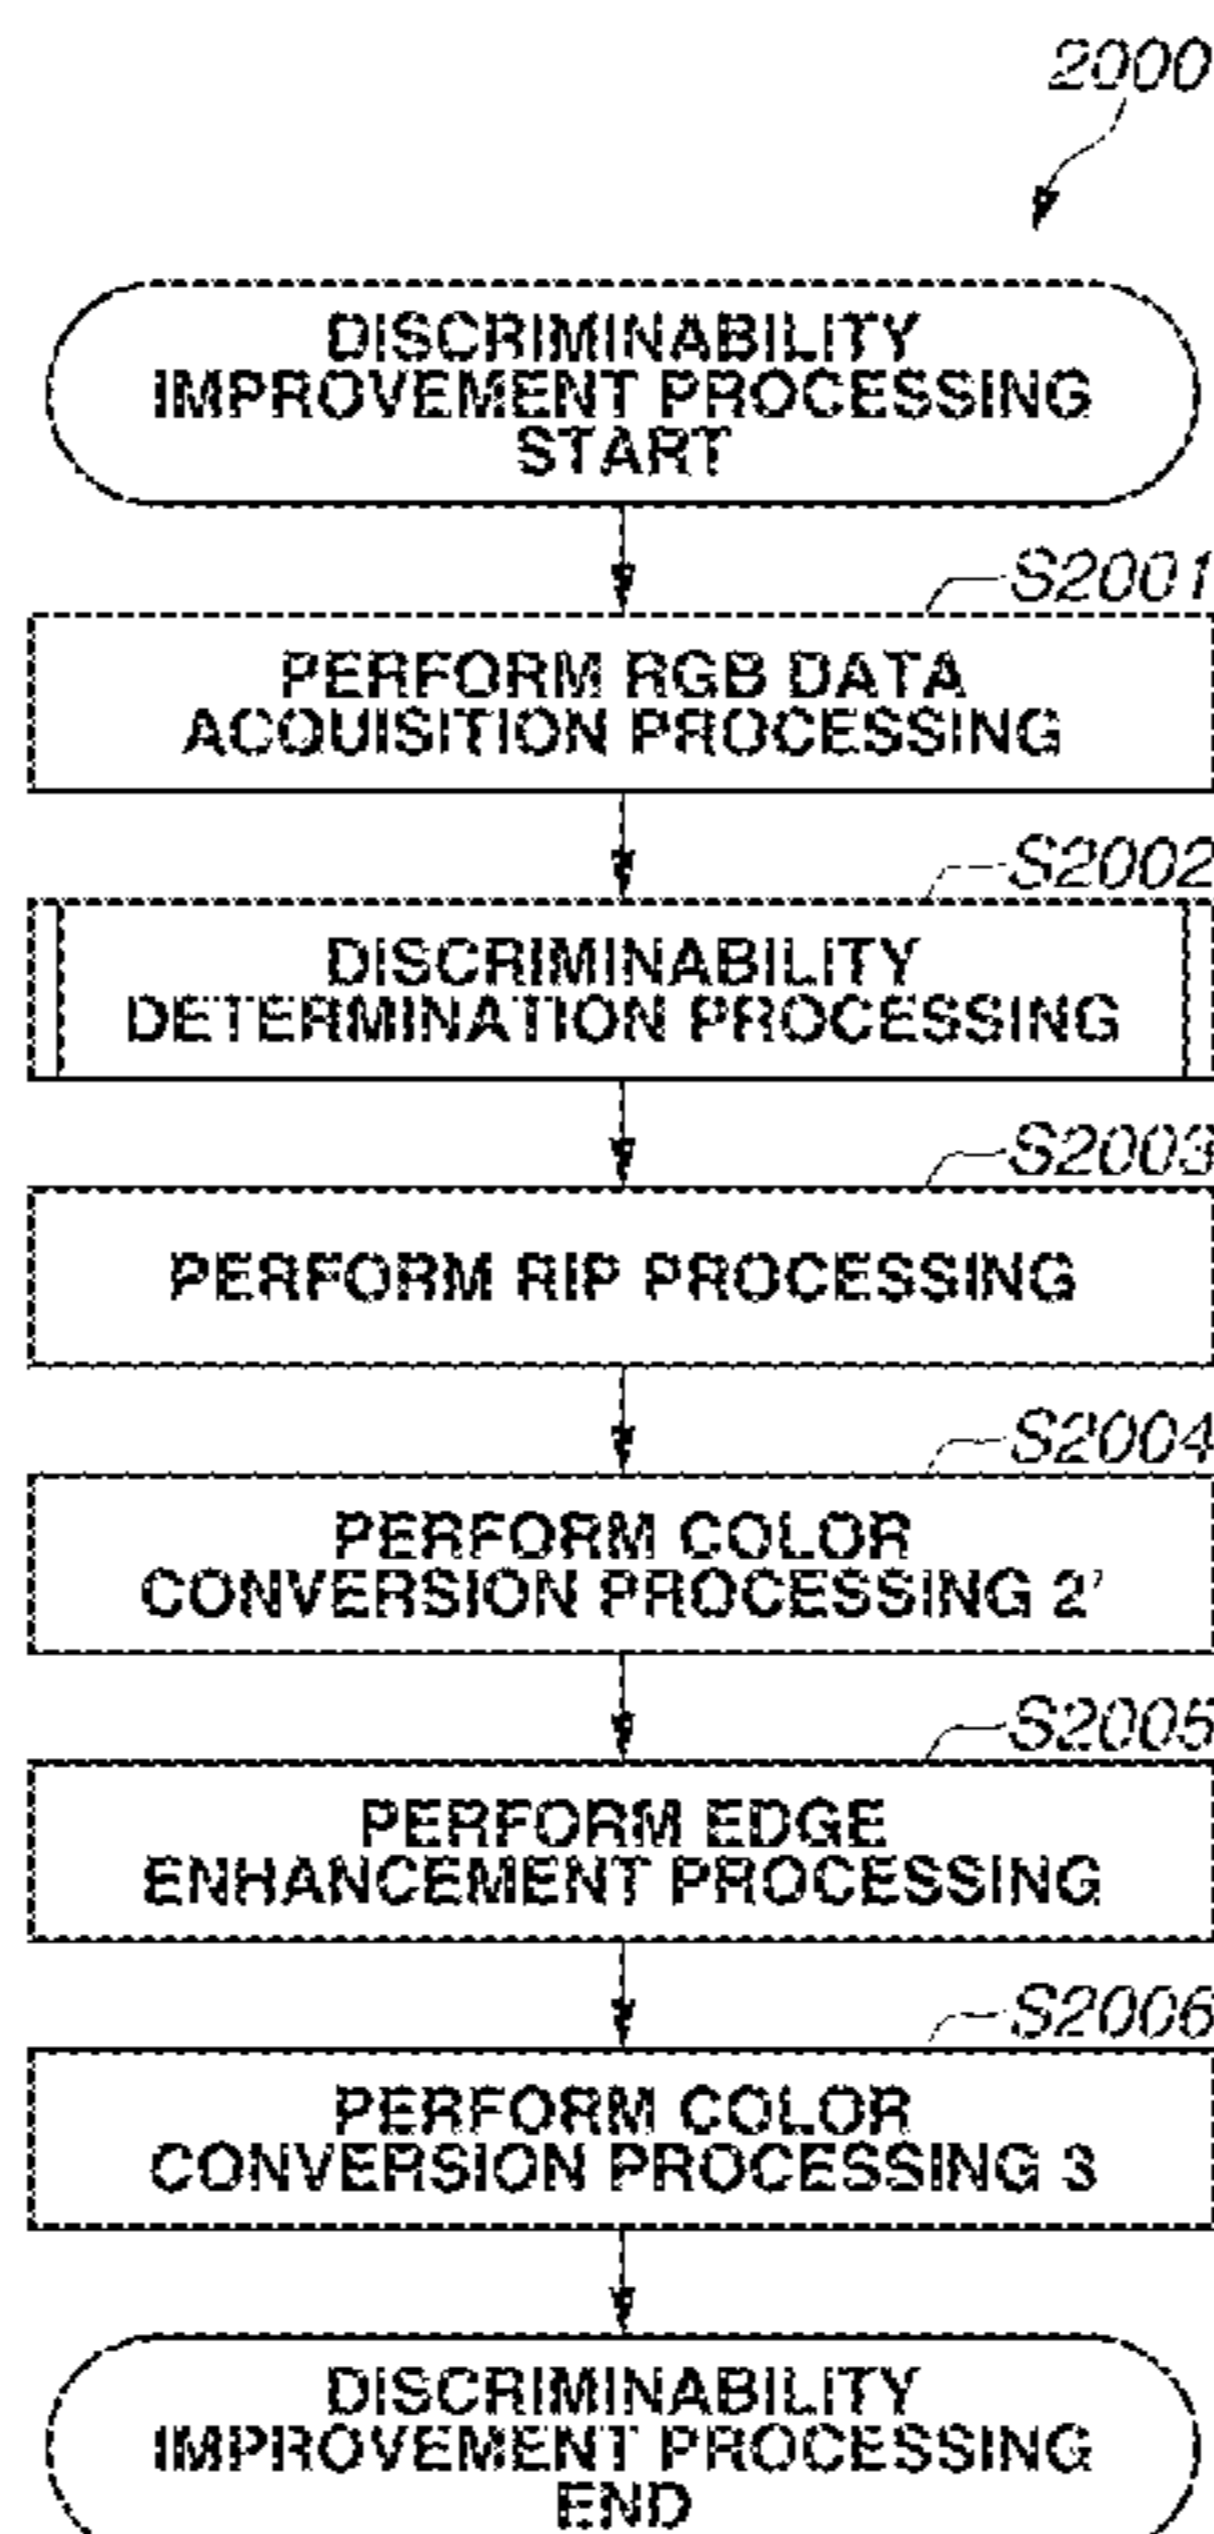 2000
DISCRIMINABILITY
IMPROVEMENT PROCESSING
START
S2001
PERFORM RGB DATA
ACQUISITION PROCESSING
S2002
DISCRIMINABILITY
DETERMINATION PROCESSING
S2003
PERFORM RIP PROCESSING
S2004
PERFORM COLOR
CONVERSION PROCESSING 2'
S2005
PERFORM EDGE
ENHANCEMENT PROCESSING
S2006
PERFORM COLOR
CONVERSION PROCESSING 3
DISCRIMINABILITY
IMPROVEMENT PROCESSING
END